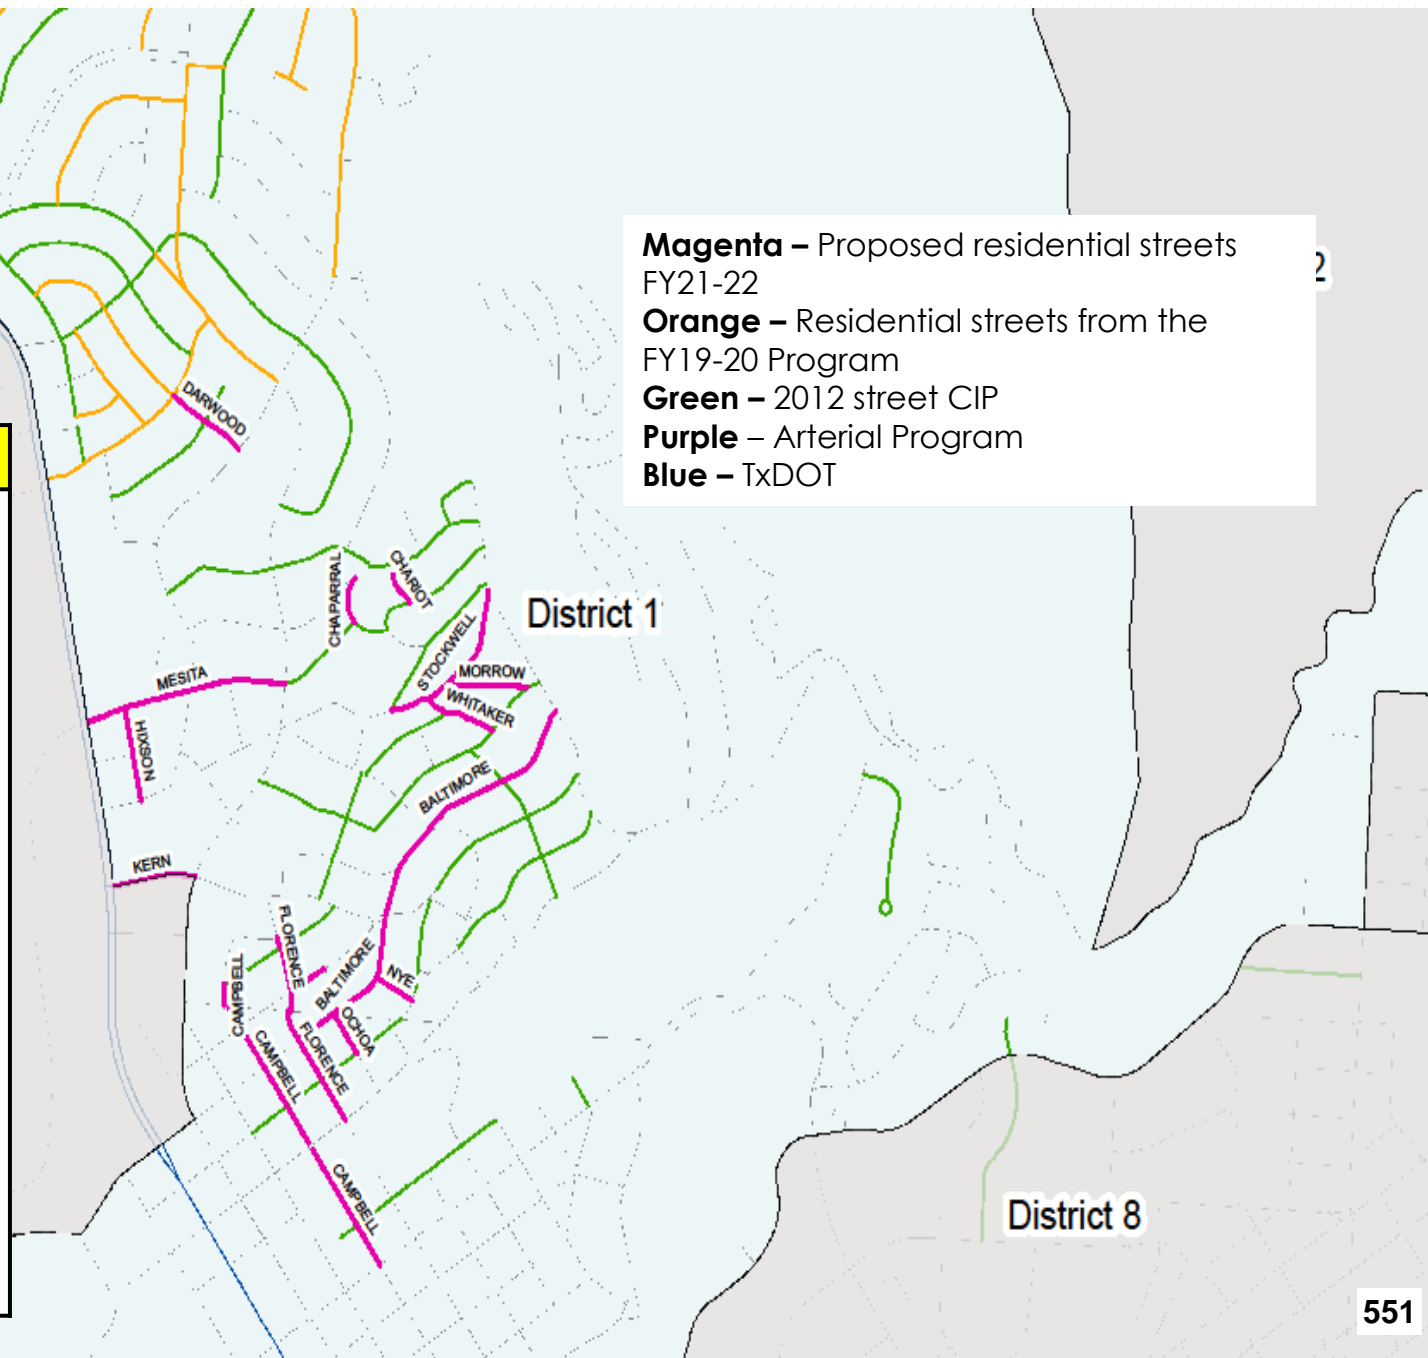 Magenta – Proposed residential streets
FY21-22
Orange – Residential streets from the
FY19-20 Program
Green – 2012 street CIP
Purple – Arterial Program
Blue – TxDOT
2
DARWOOD
CHAPARRAL
CHARIOT
District 1
STOCKWELL
MORROW
MESITA
WHITAKER
HIXSON
BALTIMORE
KERN
FLORENCE
BALTIMORE
NYE
CAMPBELL
OCHOA
FLORENCE
CAMPBELL
CAMPBELL
District 8
551